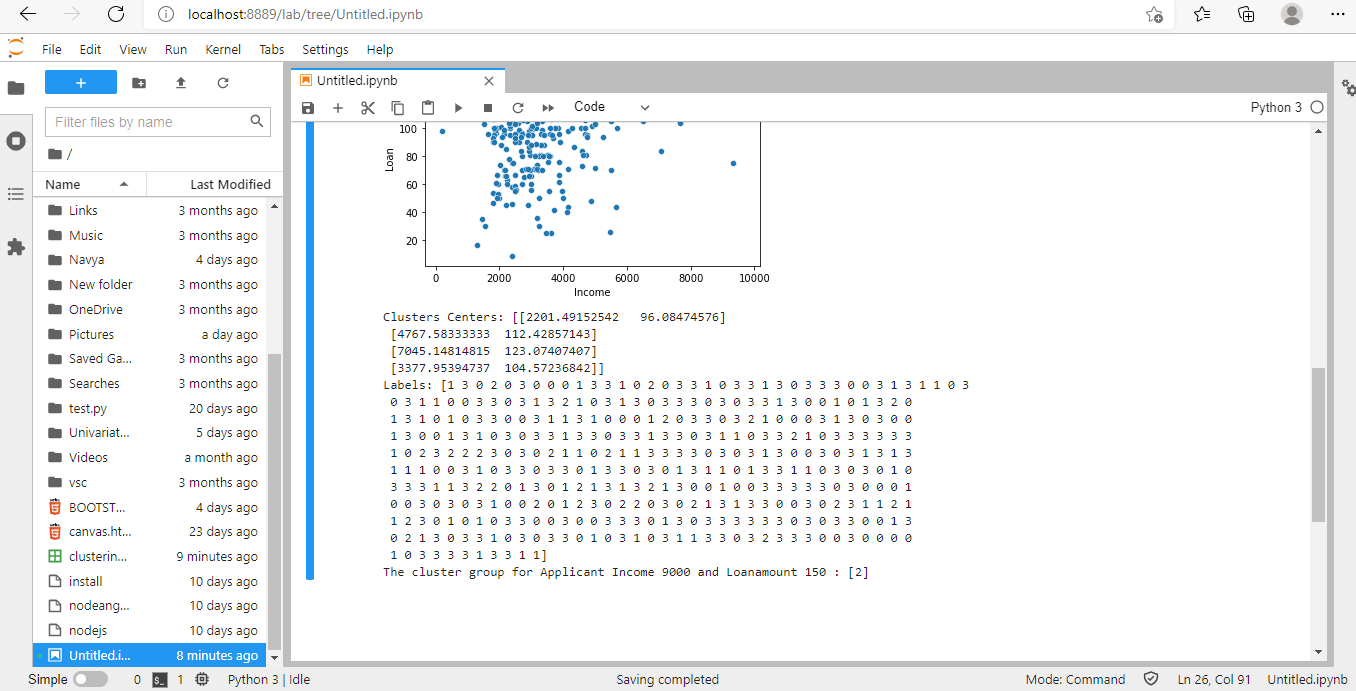 localhost:8889/lab/tree/Untitled.ipynb
File Edit View Run Kernel Tabs Settings Help
+
Filter files by name
/
Name Last Modified
Links 3 months ago
Music 3 months ago
Navya 4 days ago
New folder 3 months ago
OneDrive 3 months ago
Pictures a day ago
Saved Ga... 3 months ago
Searches 3 months ago
test.py 20 days ago
Univariat... 5 days ago
Videos a month ago
vsc 3 months ago
BOOTST... 4 days ago
canvas.ht... 23 days ago
clusterin... 9 minutes ago
install 10 days ago
nodeang... 10 days ago
nodejs 10 days ago
Untitled.i... 8 minutes ago
Untitled.ipynb
Code
Python 3
100
80
60
40
20
Loan
0 2000 4000 6000 8000 10000
Income
Clusters Centers: [[2201.49152542 96.08474576]
[4767.58333333 112.42857143]
[7045.14814815 123.07407407]
[3377.95394737 104.57236842]]
Labels: [1 3 0 2 0 3 0 0 0 1 3 3 1 0 2 0 3 3 1 0 3 3 1 3 0 3 3 3 0 0 3 1 3 1 1 0 3
0 3 1 1 0 0 3 3 0 3 1 3 2 1 0 3 1 3 0 3 3 3 0 3 0 3 3 1 3 0 0 1 0 1 3 2 0
1 3 1 0 1 0 3 3 0 0 3 1 1 3 1 0 0 0 1 2 0 3 3 0 3 2 1 0 0 0 3 1 3 0 3 0 0
1 3 0 0 1 3 1 0 3 0 3 3 1 3 3 0 3 3 1 3 3 0 3 1 1 0 3 3 2 1 0 3 3 3 3 3 3
1 0 2 3 2 2 2 3 0 3 0 2 1 1 0 2 1 1 3 3 3 3 0 3 0 3 1 3 0 0 3 0 3 1 3 1 3
1 1 1 0 0 3 1 0 3 3 0 3 3 0 1 3 3 0 3 0 1 3 1 1 0 1 3 3 1 1 0 3 0 3 0 1 0
3 3 3 1 1 3 2 2 0 1 3 0 1 2 1 3 1 3 2 1 3 0 0 1 0 0 3 3 3 3 3 0 3 0 0 0 1
0 0 3 0 3 0 3 1 0 0 2 0 1 2 3 0 2 2 0 3 0 2 1 3 1 3 3 0 0 3 0 2 3 1 1 2 1
1 2 3 0 1 0 1 0 3 3 0 0 3 0 0 3 3 3 0 1 3 0 3 3 3 3 3 3 0 3 0 3 3 0 0 1 3
0 2 1 3 0 3 3 1 0 3 0 3 3 0 1 0 3 1 0 3 1 1 3 3 0 3 2 3 3 3 0 0 3 0 0 0 0
1 0 3 3 3 3 1 3 3 1 1]
The cluster group for Applicant Income 9000 and Loanamount 150 : [2]
Simple 0 1 Python 3 | Idle Saving completed Mode: Command Ln 26, Col 91 Untitled.ipynb